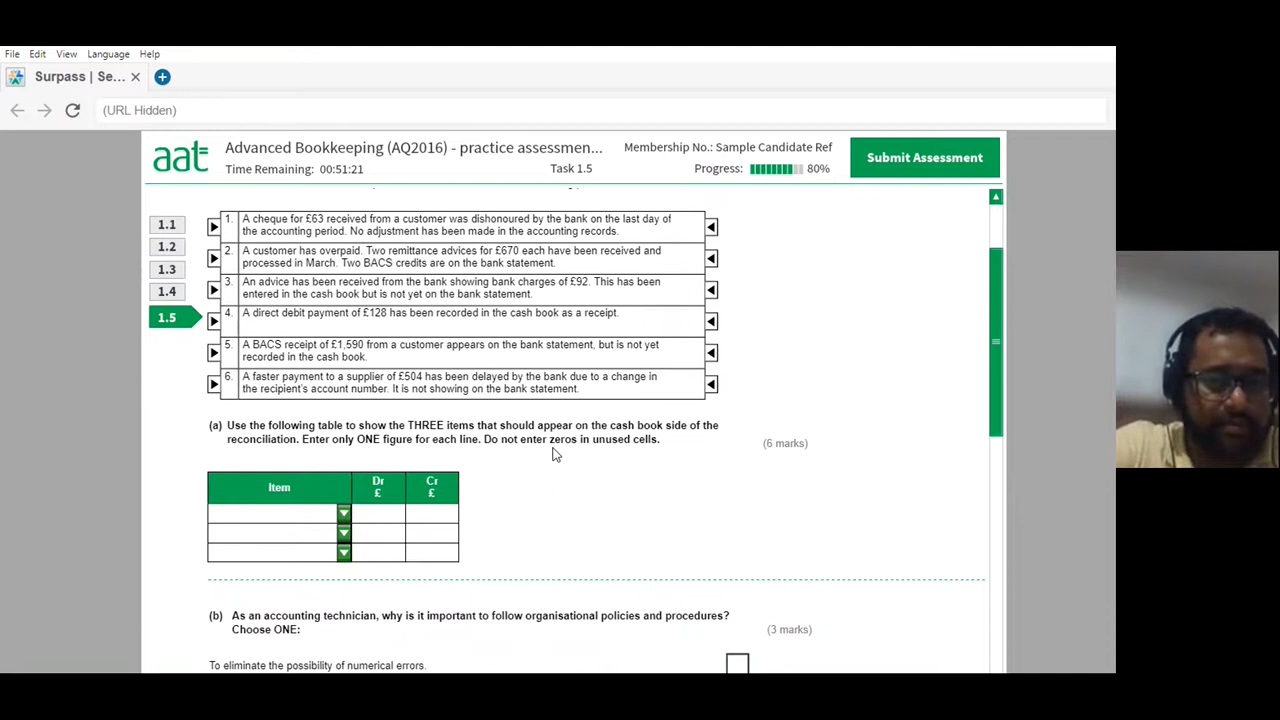 File Edit View Language Help
Surpass | Se...
(URL Hidden)
aat
Advanced Bookkeeping (AQ2016) - practice assessmen...
Membership No.: Sample Candidate Ref
Submit Assessment
Time Remaining: 00:51:21
Task 1.5
Progress:
80%
1.1
1.2
1.3
1.4
1.5
1. A cheque for £63 received from a customer was dishonoured by the bank on the last day of
the accounting period. No adjustment has been made in the accounting records.
2. A customer has overpaid. Two remittance advices for £670 each have been received and
processed in March. Two BACS credits are on the bank statement.
3. An advice has been received from the bank showing bank charges of £92. This has been
entered in the cash book but is not yet on the bank statement.
4. A direct debit payment of £128 has been recorded in the cash book as a receipt.
5. A BACS receipt of £1,590 from a customer appears on the bank statement, but is not yet
recorded in the cash book.
6. A faster payment to a supplier of £504 has been delayed by the bank due to a change in
the recipient's account number. It is not showing on the bank statement.
(a) Use the following table to show the THREE items that should appear on the cash book side of the
reconciliation. Enter only ONE figure for each line. Do not enter zeros in unused cells.
(6 marks)
Item
Dr
£
Cr
£
(b) As an accounting technician, why is it important to follow organisational policies and procedures?
Choose ONE:
(3 marks)
To eliminate the possibility of numerical errors.